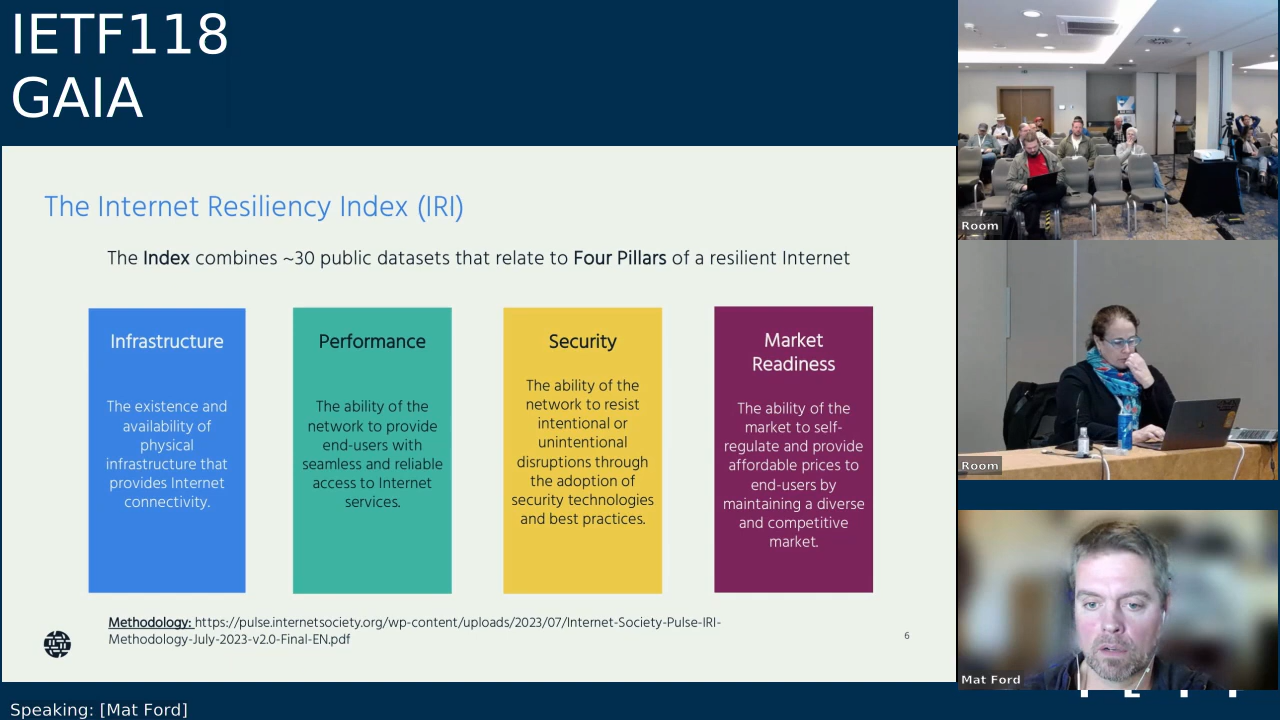 IETF118
GAIA
The Internet Resiliency Index (IRI)
The Index combines ~30 public datasets that relate to Four Pillars of a resilient Internet
Infrastructure
The existence and
availability of
physical
infrastructure that
provides Internet
connectivity.
Performance
The ability of the
network to provide
end-users with
seamless and reliable
access to Internet
services.
Security
The ability of the
network to resist
intentional or
unintentional
disruptions through
the adoption of
security technologies
and best practices.
Market
Readiness
The ability of the
market to self-
regulate and provide
affordable prices to
end-users by
maintaining a diverse
and competitive
market.
Methodology: https://pulse.internetsociety.org/wp-content/uploads/2023/07/Internet-Society-Pulse-IRI-
Methodology-July-2023-v2.0-Final-EN.pdf
6
Room
Room
Mat Ford
Speaking: [Mat Ford]